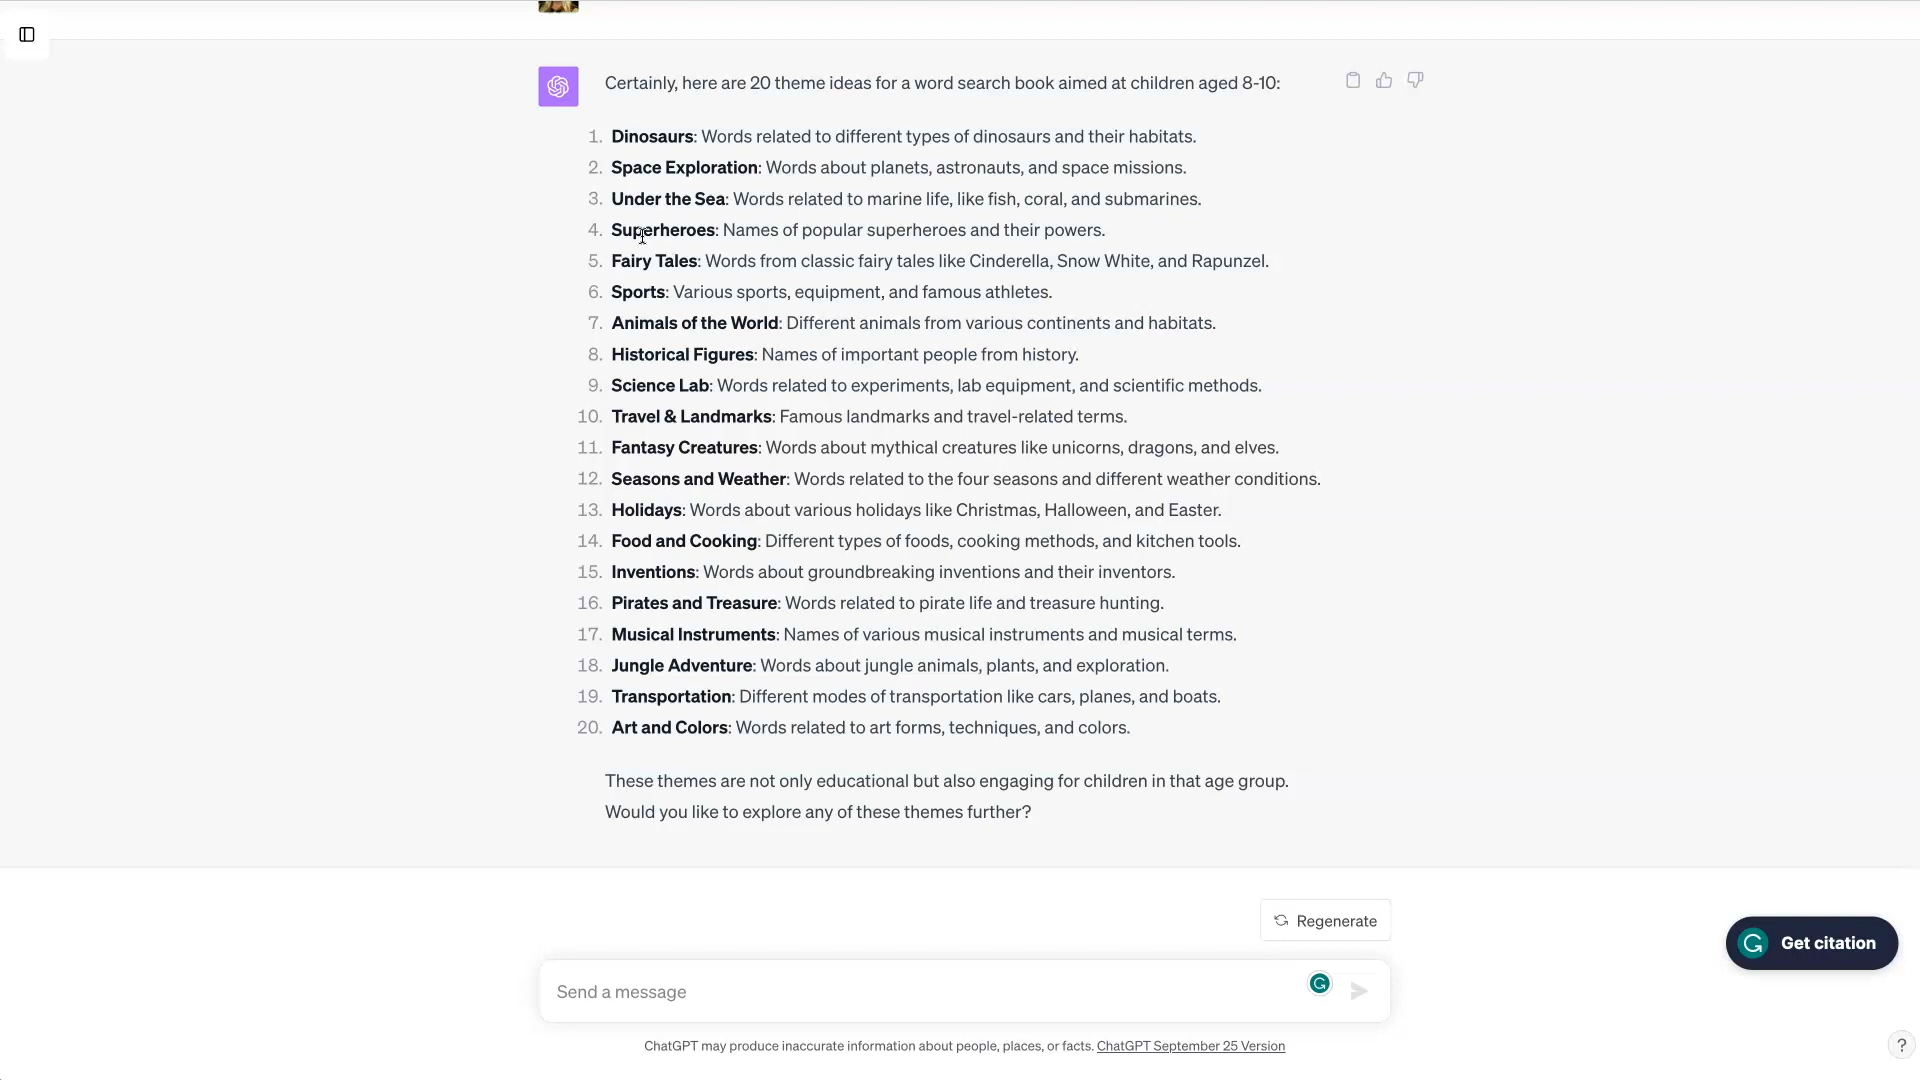 Certainly, here are 20 theme ideas for a word search book aimed at children aged 8-10:
1. Dinosaurs: Words related to different types of dinosaurs and their habitats.
2. Space Exploration: Words about planets, astronauts, and space missions.
3. Under the Sea: Words related to marine life, like fish, coral, and submarines.
4. Superheroes: Names of popular superheroes and their powers.
5. Fairy Tales: Words from classic fairy tales like Cinderella, Snow White, and Rapunzel.
6. Sports: Various sports, equipment, and famous athletes.
7. Animals of the World: Different animals from various continents and habitats.
8. Historical Figures: Names of important people from history.
9. Science Lab: Words related to experiments, lab equipment, and scientific methods.
10. Travel & Landmarks: Famous landmarks and travel-related terms.
11. Fantasy Creatures: Words about mythical creatures like unicorns, dragons, and elves.
12. Seasons and Weather: Words related to the four seasons and different weather conditions.
13. Holidays: Words about various holidays like Christmas, Halloween, and Easter.
14. Food and Cooking: Different types of foods, cooking methods, and kitchen tools.
15. Inventions: Words about groundbreaking inventions and their inventors.
16. Pirates and Treasure: Words related to pirate life and treasure hunting.
17. Musical Instruments: Names of various musical instruments and musical terms.
18. Jungle Adventure: Words about jungle animals, plants, and exploration.
19. Transportation: Different modes of transportation like cars, planes, and boats.
20. Art and Colors: Words related to art forms, techniques, and colors.
These themes are not only educational but also engaging for children in that age group.
Would you like to explore any of these themes further?
Regenerate
Get citation
Send a message
ChatGPT may produce inaccurate information about people, places, or facts. ChatGPT September 25 Version
?